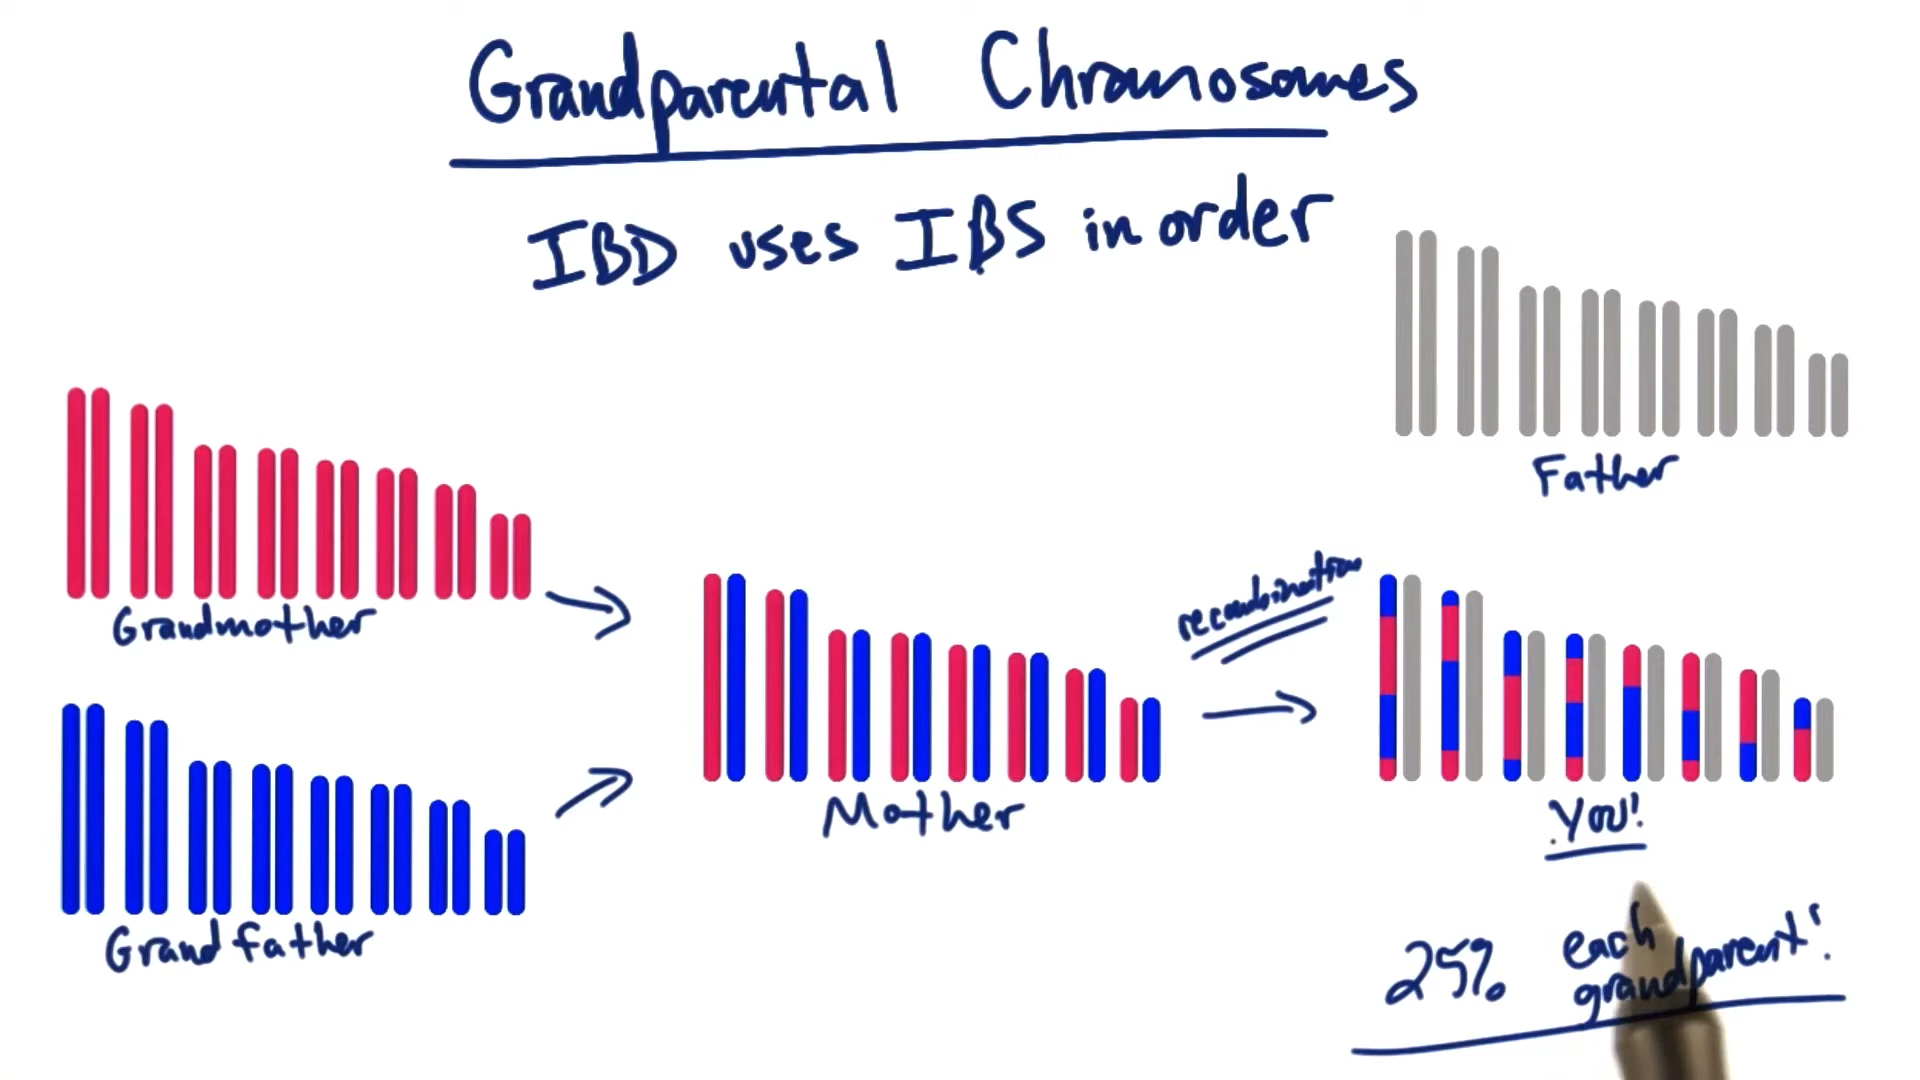 Grandparental Chromosomes
IBD uses IBS in order
Father
Grandmother
recombination
Mother
You!
Grandfather
25% each
grandparent!